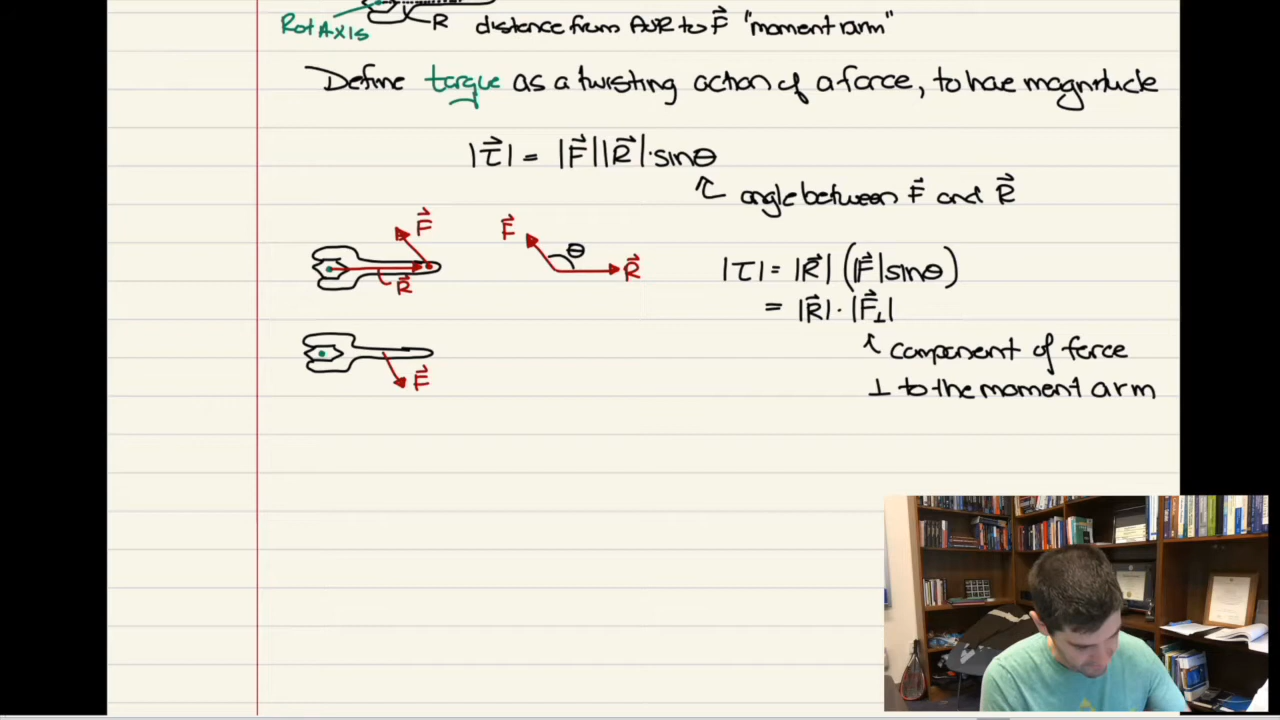 Rot Axis
R distance from AOR to F⃗ "moment arm"
Define torque as a twisting action of a force, to have magnitude
|τ⃗| = |F⃗||R⃗|·sinθ
angle between F⃗ and R⃗
F⃗ F⃗ θ
R⃗ R⃗ |τ| = |R⃗|(|F⃗|sinθ)
= |R⃗|·|F⃗⊥|
component of force
F⃗ ⊥ to the moment arm